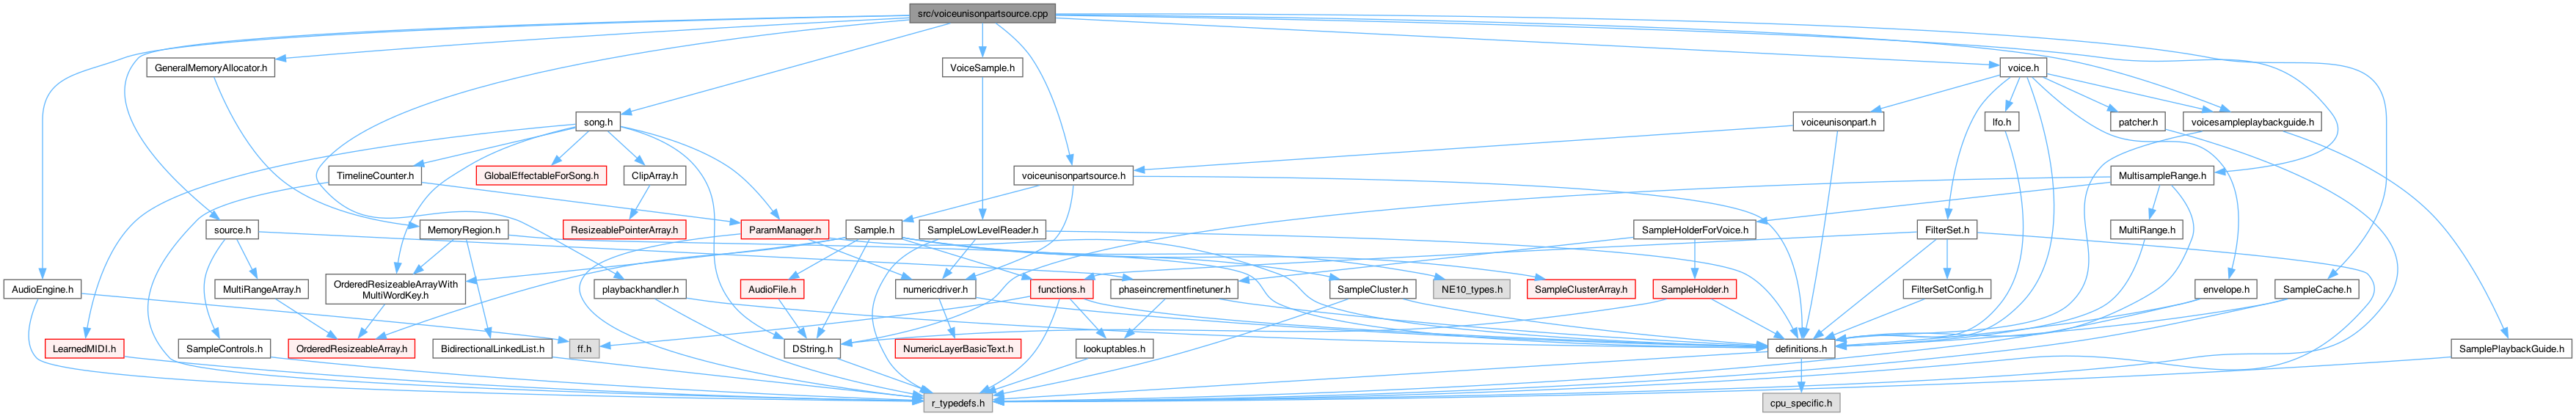 src/voiceunisonpartsource.cpp
GeneralMemoryAllocator.h
VoiceSample.h
voice.h
song.h
voiceunisonpart.h
lfo.h
patcher.h
voicesampleplaybackguide.h
TimelineCounter.h
GlobalEffectableForSong.h
ClipArray.h
voiceunisonpartsource.h
MultisampleRange.h
source.h
MemoryRegion.h
ResizeablePointerArray.h
ParamManager.h
Sample.h
SampleLowLevelReader.h
SampleHolderForVoice.h
FilterSet.h
MultiRange.h
AudioEngine.h
MultiRangeArray.h
OrderedResizeableArrayWith
MultiWordKey.h
playbackhandler.h
AudioFile.h
numericdriver.h
functions.h
phaseincrementfinetuner.h
SampleCluster.h
NE10_types.h
SampleClusterArray.h
SampleHolder.h
FilterSetConfig.h
envelope.h
SampleCache.h
LearnedMIDI.h
SampleControls.h
OrderedResizeableArray.h
BidirectionalLinkedList.h
ff.h
DString.h
NumericLayerBasicText.h
lookuptables.h
definitions.h
SamplePlaybackGuide.h
r_typedefs.h
cpu_specific.h